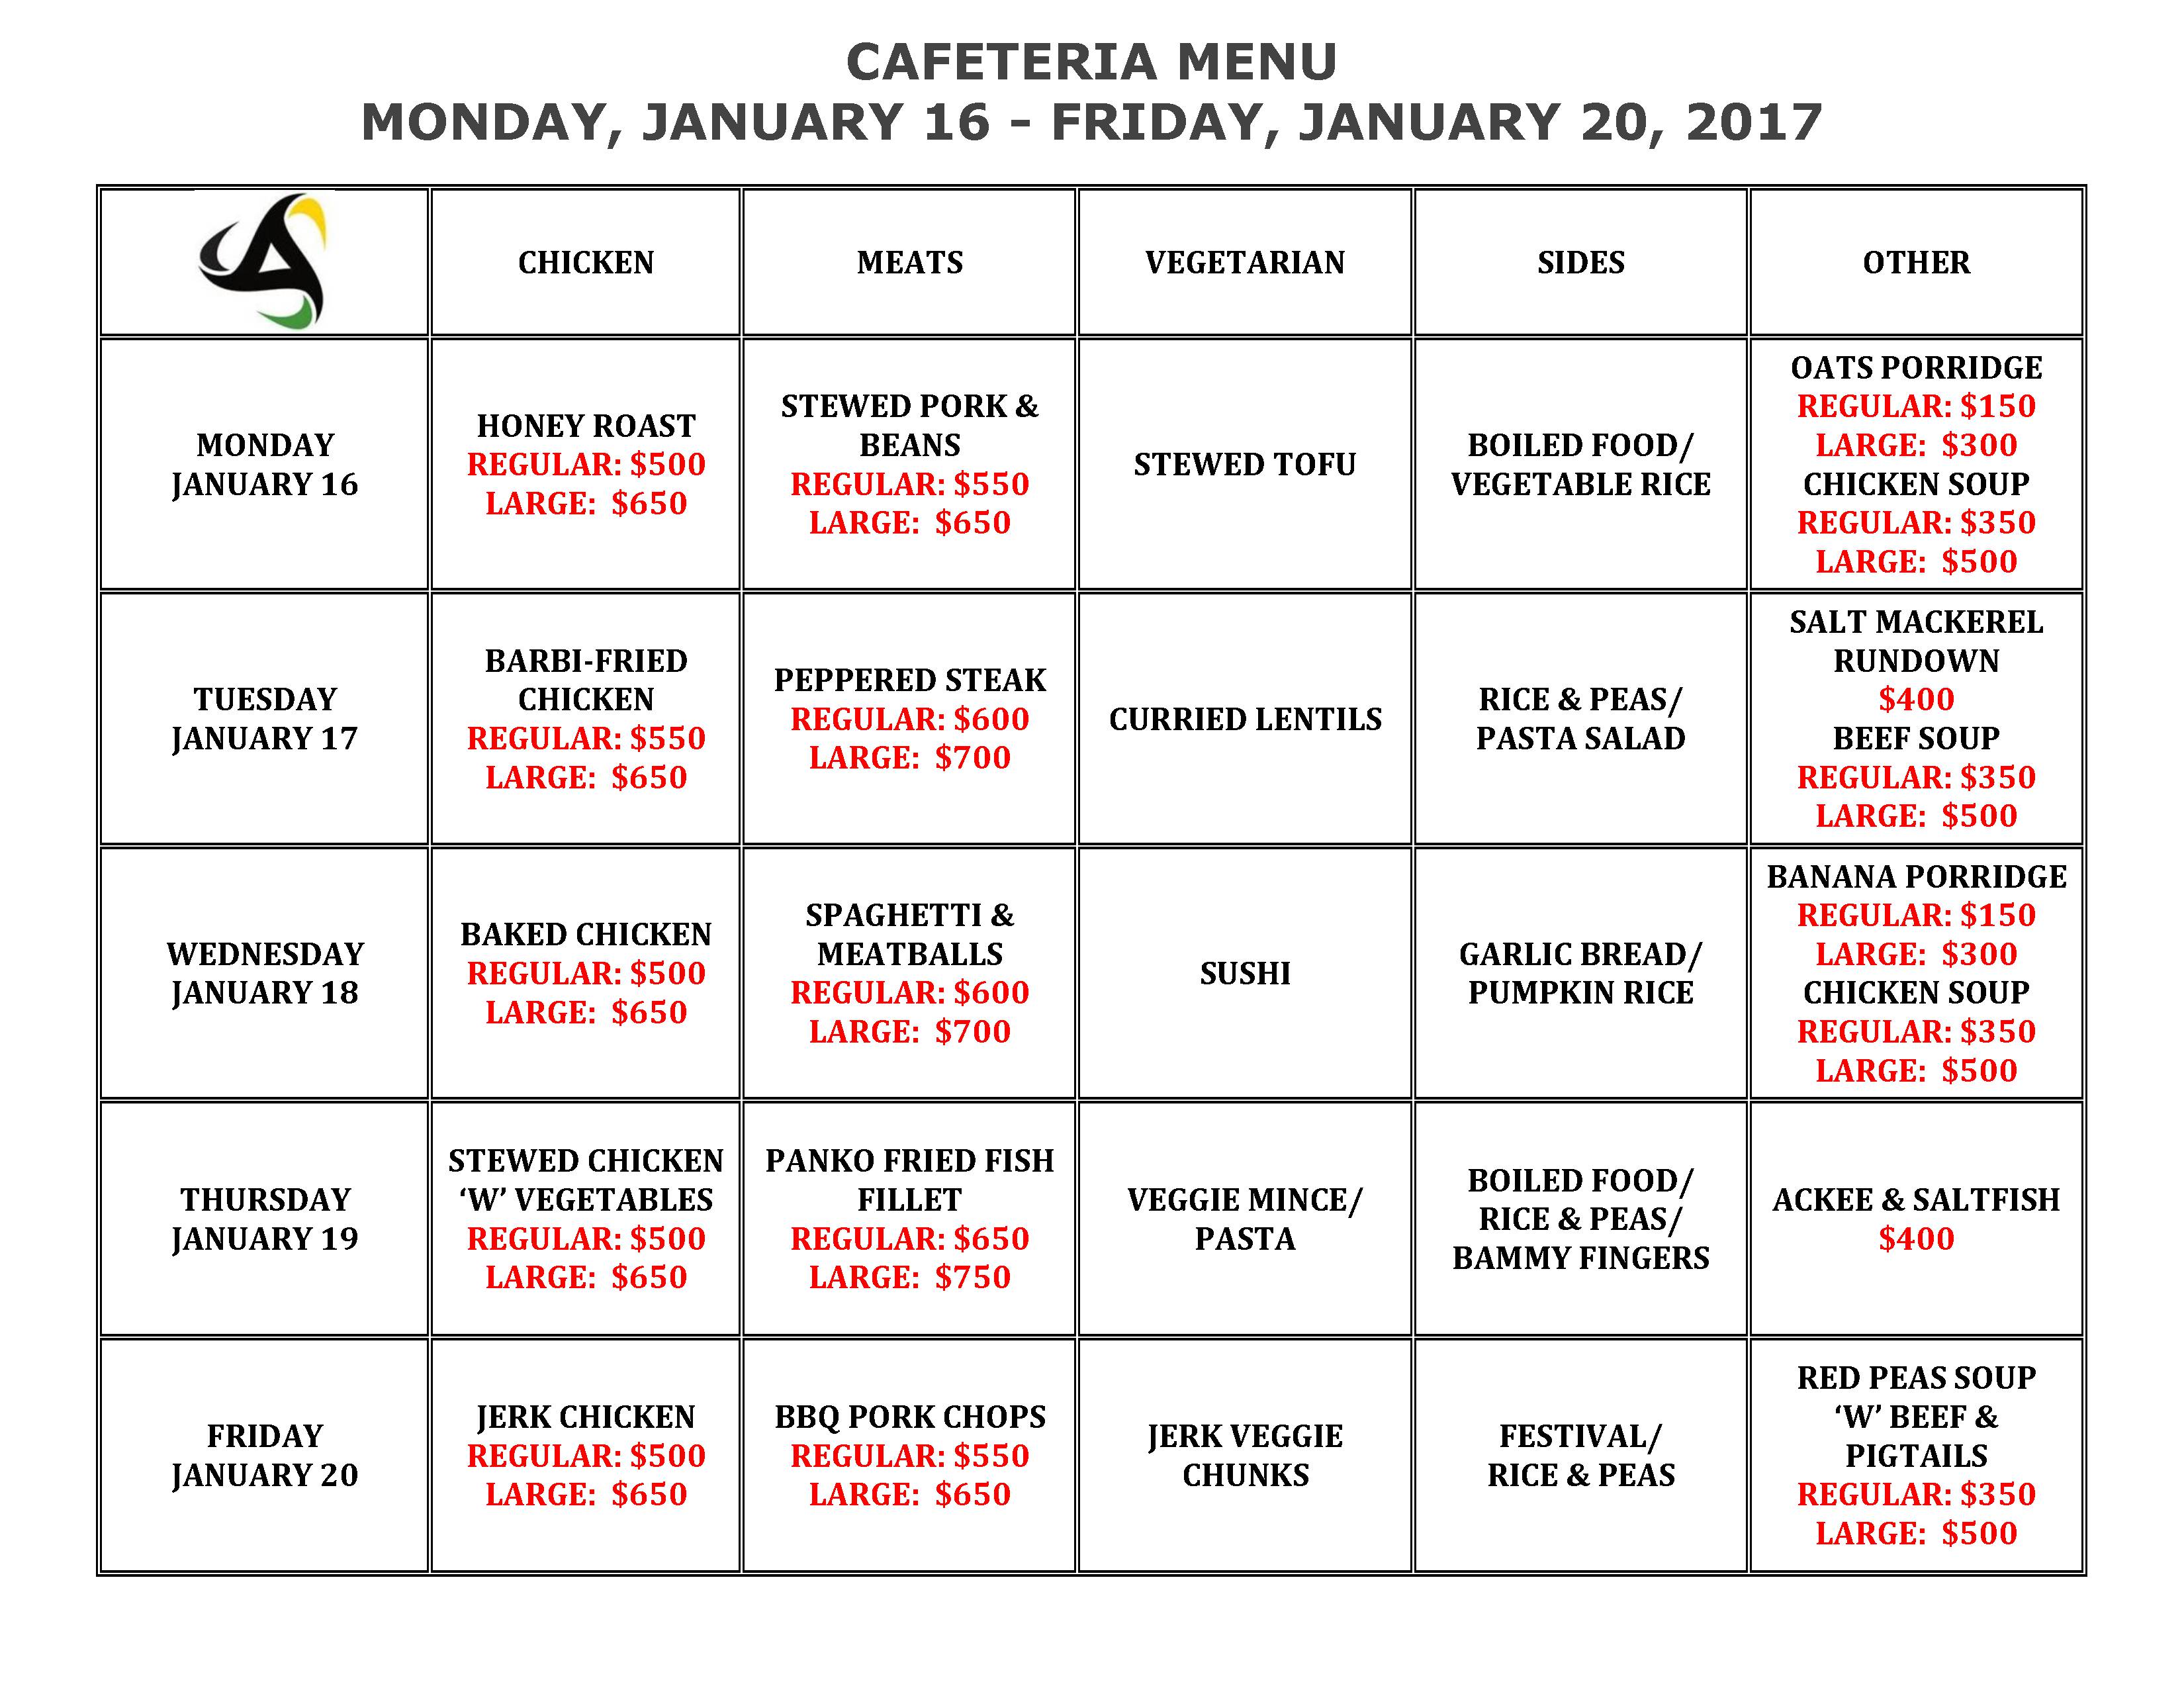 CAFETERIA MENU
MONDAY, JANUARY 16 - FRIDAY, JANUARY 20, 2017
CHICKEN
MEATS
VEGETARIAN
SIDES
OTHER
MONDAY
JANUARY 16
HONEY ROAST
REGULAR: $500
LARGE: $650
STEWED PORK &
BEANS
REGULAR: $550
LARGE: $650
STEWED TOFU
BOILED FOOD/
VEGETABLE RICE
OATS PORRIDGE
REGULAR: $150
LARGE: $300
CHICKEN SOUP
REGULAR: $350
LARGE: $500
TUESDAY
JANUARY 17
BARBI-FRIED
CHICKEN
REGULAR: $550
LARGE: $650
PEPPERED STEAK
REGULAR: $600
LARGE: $700
CURRIED LENTILS
RICE & PEAS/
PASTA SALAD
SALT MACKEREL
RUNDOWN
$400
BEEF SOUP
REGULAR: $350
LARGE: $500
WEDNESDAY
JANUARY 18
BAKED CHICKEN
REGULAR: $500
LARGE: $650
SPAGHETTI &
MEATBALLS
REGULAR: $600
LARGE: $700
SUSHI
GARLIC BREAD/
PUMPKIN RICE
BANANA PORRIDGE
REGULAR: $150
LARGE: $300
CHICKEN SOUP
REGULAR: $350
LARGE: $500
THURSDAY
JANUARY 19
STEWED CHICKEN
‘W’ VEGETABLES
REGULAR: $500
LARGE: $650
PANKO FRIED FISH
FILLET
REGULAR: $650
LARGE: $750
VEGGIE MINCE/
PASTA
BOILED FOOD/
RICE & PEAS/
BAMMY FINGERS
ACKEE & SALTFISH
$400
FRIDAY
JANUARY 20
JERK CHICKEN
REGULAR: $500
LARGE: $650
BBQ PORK CHOPS
REGULAR: $550
LARGE: $650
JERK VEGGIE
CHUNKS
FESTIVAL/
RICE & PEAS
RED PEAS SOUP
‘W’ BEEF &
PIGTAILS
REGULAR: $350
LARGE: $500